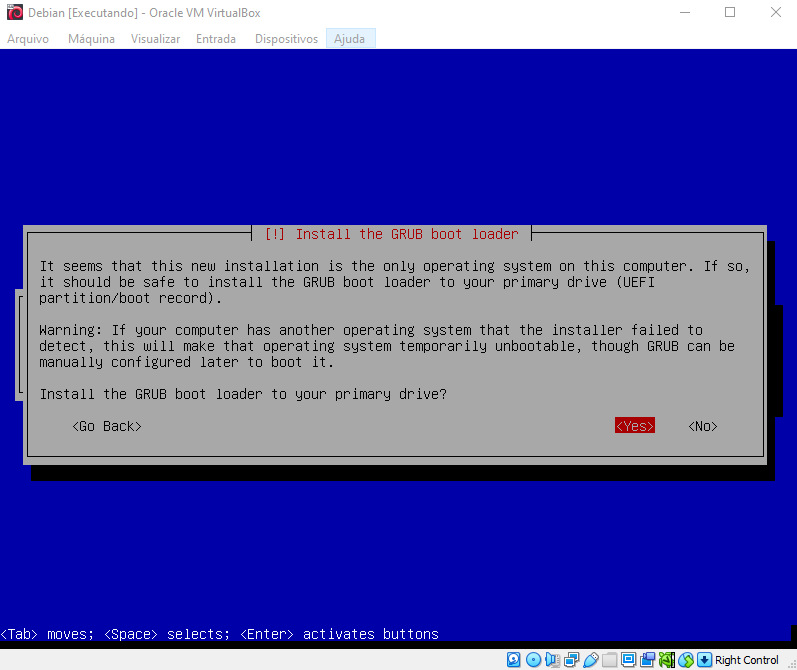 Debian [Executando] - Oracle VM VirtualBox
Arquivo Máquina Visualizar Entrada Dispositivos Ajuda
[!] Install the GRUB boot loader
It seems that this new installation is the only operating system on this computer. If so,
it should be safe to install the GRUB boot loader to your primary drive (UEFI
partition/boot record).
Warning: If your computer has another operating system that the installer failed to
detect, this will make that operating system temporarily unbootable, though GRUB can be
manually configured later to boot it.
Install the GRUB boot loader to your primary drive?
<Go Back> <Yes> <No>
<Tab> moves; <Space> selects; <Enter> activates buttons
Right Control